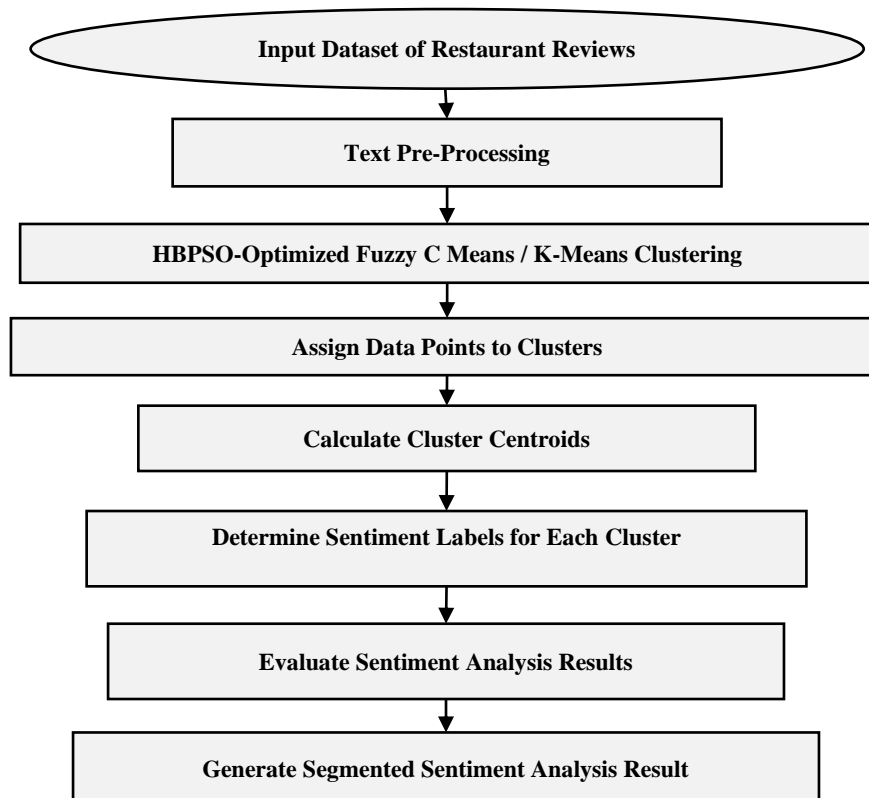 Input Dataset of Restaurant Reviews
Text Pre-Processing
HBPSO-Optimized Fuzzy C Means / K-Means Clustering
Assign Data Points to Clusters
Calculate Cluster Centroids
Determine Sentiment Labels for Each Cluster
Evaluate Sentiment Analysis Results
Generate Segmented Sentiment Analysis Result